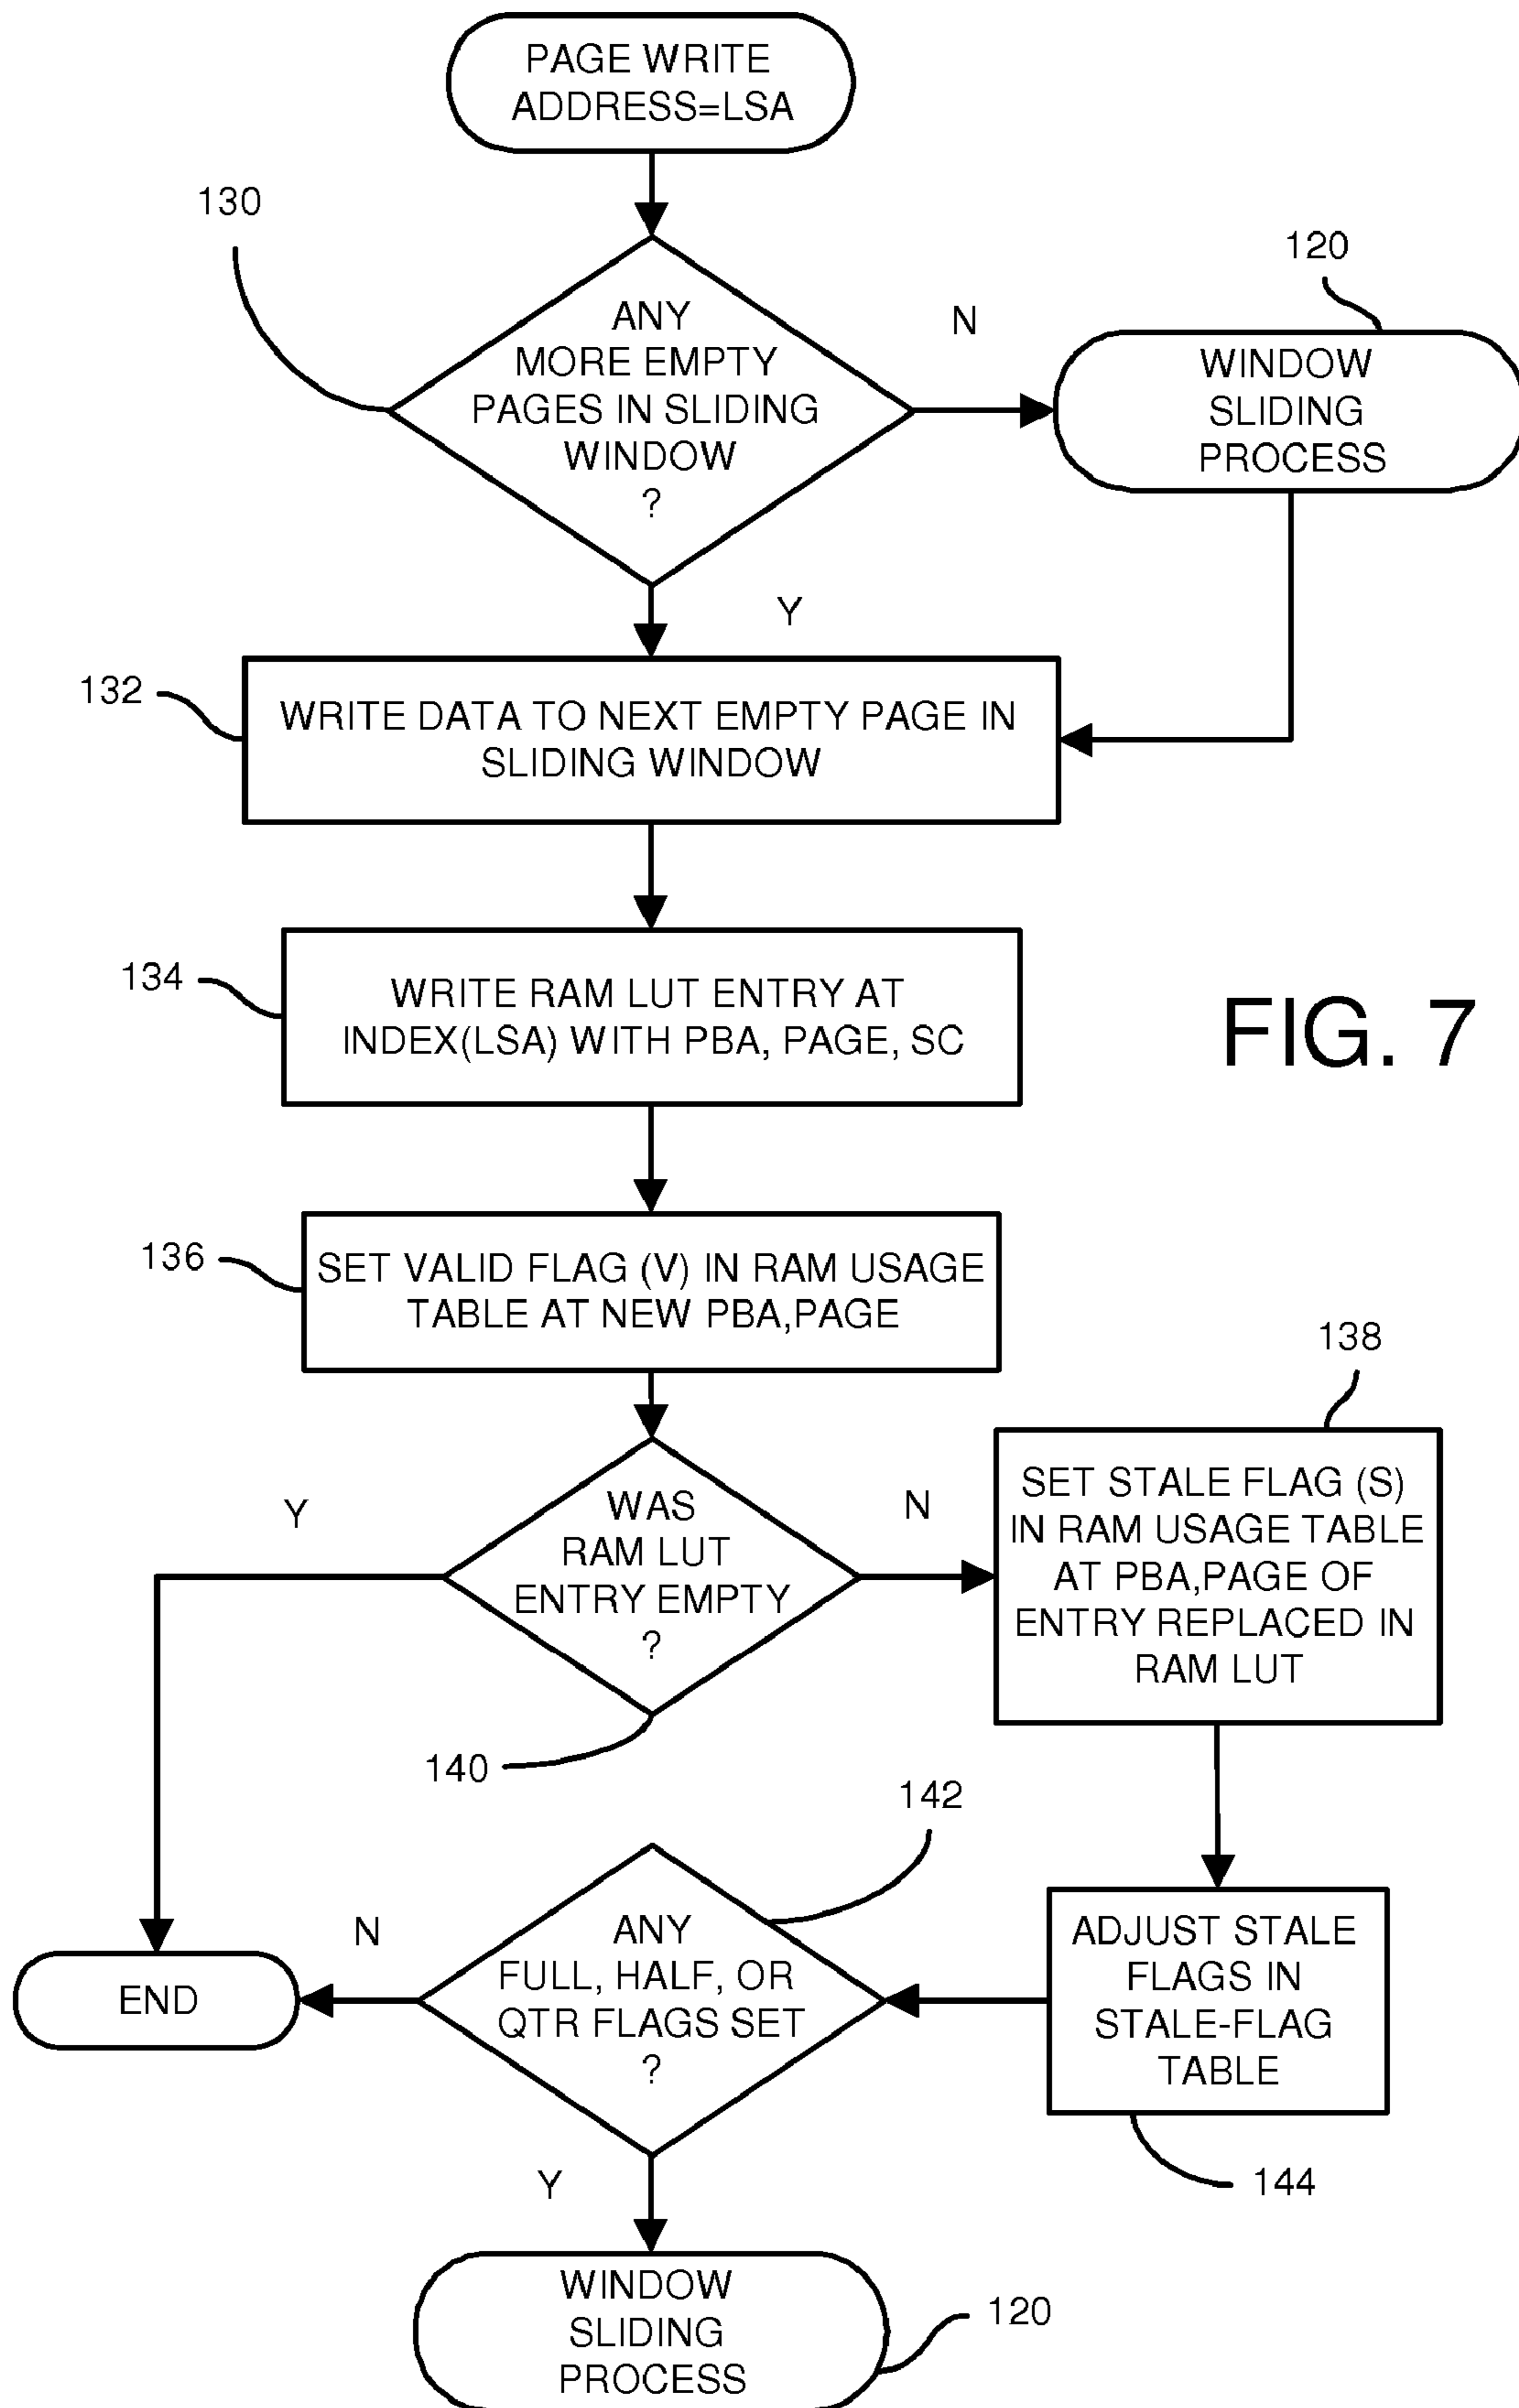 PAGE WRITE
ADDRESS=LSA
130
120
ANY
MORE EMPTY
PAGES IN SLIDING
WINDOW
?
N
WINDOW
SLIDING
PROCESS
Y
132
WRITE DATA TO NEXT EMPTY PAGE IN
SLIDING WINDOW
134
WRITE RAM LUT ENTRY AT
INDEX(LSA) WITH PBA, PAGE, SC
FIG. 7
136
SET VALID FLAG (V) IN RAM USAGE
TABLE AT NEW PBA,PAGE
138
Y
WAS
RAM LUT
ENTRY EMPTY
?
N
SET STALE FLAG (S)
IN RAM USAGE TABLE
AT PBA,PAGE OF
ENTRY REPLACED IN
RAM LUT
140
142
END
N
ANY
FULL, HALF, OR
QTR FLAGS SET
?
ADJUST STALE
FLAGS IN
STALE-FLAG
TABLE
144
Y
WINDOW
SLIDING
PROCESS
120